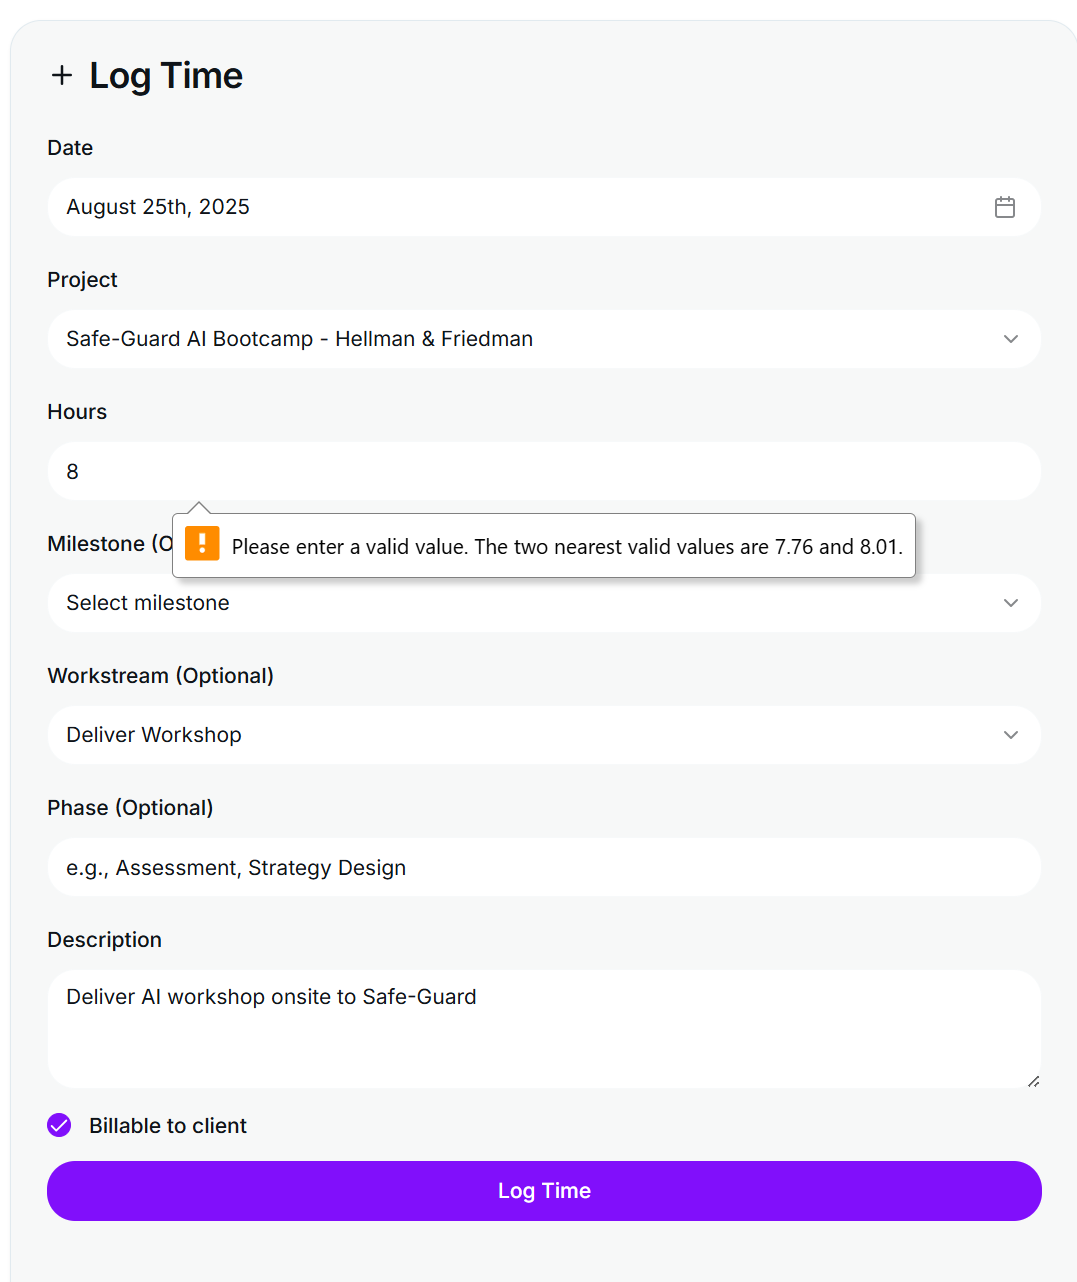 + Log Time
Date
August 25th, 2025
Project
Safe-Guard AI Bootcamp - Hellman & Friedman
Hours
8
Please enter a valid value. The two nearest valid values are 7.76 and 8.01.
Milestone (O
Select milestone
Workstream (Optional)
Deliver Workshop
Phase (Optional)
e.g., Assessment, Strategy Design
Description
Deliver AI workshop onsite to Safe-Guard
Billable to client
Log Time